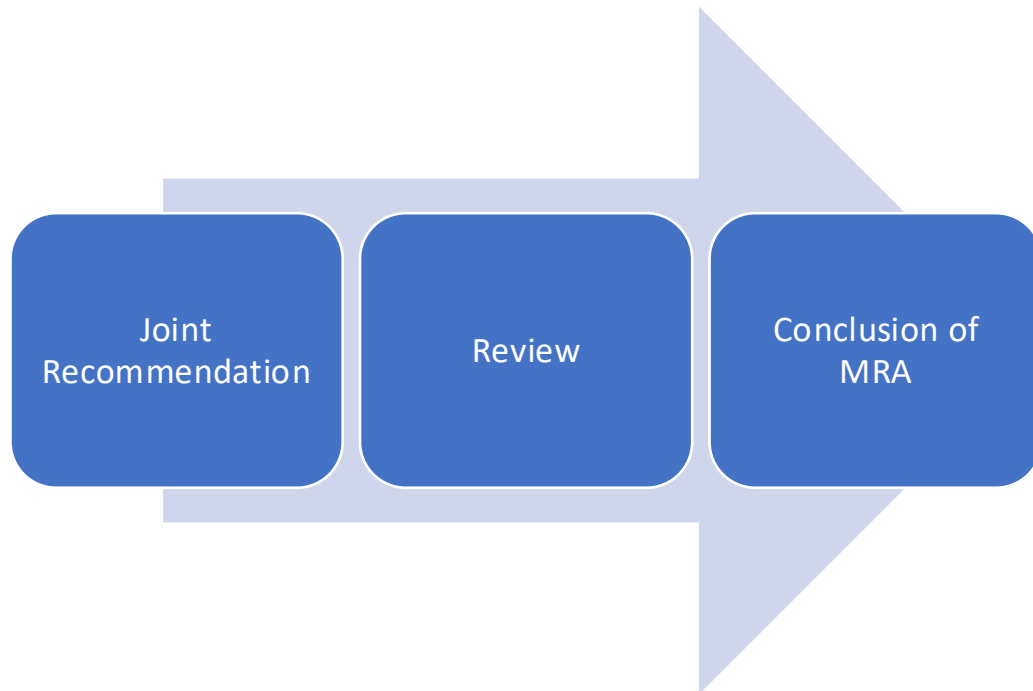 Joint
Recommendation
Review
Conclusion of
MRA